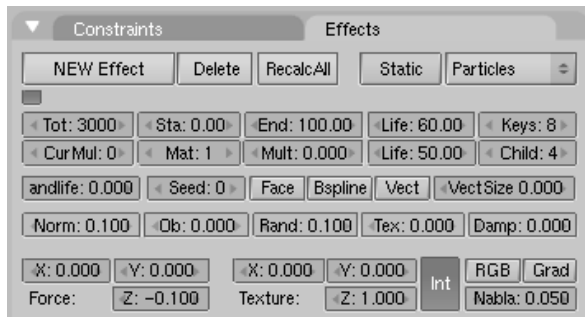 Constraints Effects
NEW Effect Delete RecalcAll Static Particles
Tot: 3000 Sta: 0.00 End: 100.00 Life: 60.00 Keys: 8
CurMul: 0 Mat: 1 Mult: 0.000 Life: 50.00 Child: 4
andlife: 0.000 Seed: 0 Face Bspline Vect VectSize 0.000
Norm: 0.100 Ob: 0.000 Rand: 0.100 Tex: 0.000 Damp: 0.000
X: 0.000 Y: 0.000 X: 0.000 Y: 0.000 Int RGB Grad
Force: Z: -0.100 Texture: Z: 1.000 Nabla: 0.050